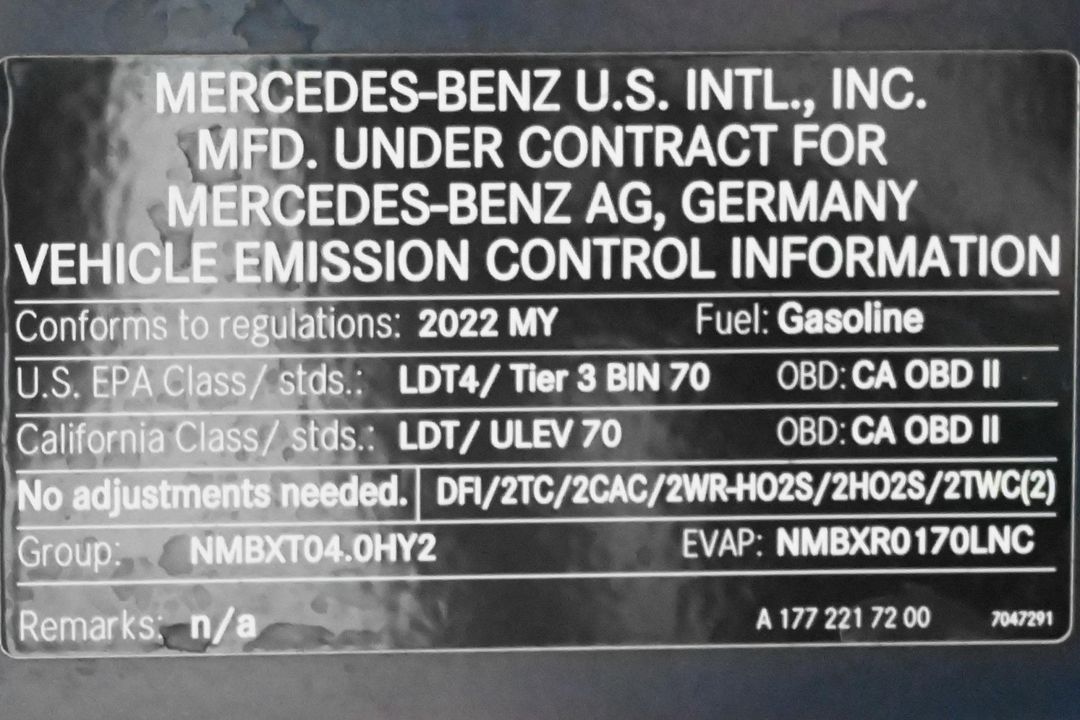 MERCEDES-BENZ U.S. INTL., INC.
MFD. UNDER CONTRACT FOR
MERCEDES-BENZ AG, GERMANY
VEHICLE EMISSION CONTROL INFORMATION
Conforms to regulations: 2022 MY Fuel: Gasoline
U.S. EPA Class/ stds.: LDT4/ Tier 3 BIN 70 OBD: CA OBD II
California Class/ stds.: LDT/ ULEV 70 OBD: CA OBD II
No adjustments needed. DFI/2TC/2CAC/2WR-HO2S/2HO2S/2TWC(2)
Group: NMBXT04.0HY2 EVAP: NMBXR0170LNC
Remarks: n/a A 177 221 72 00 7047291